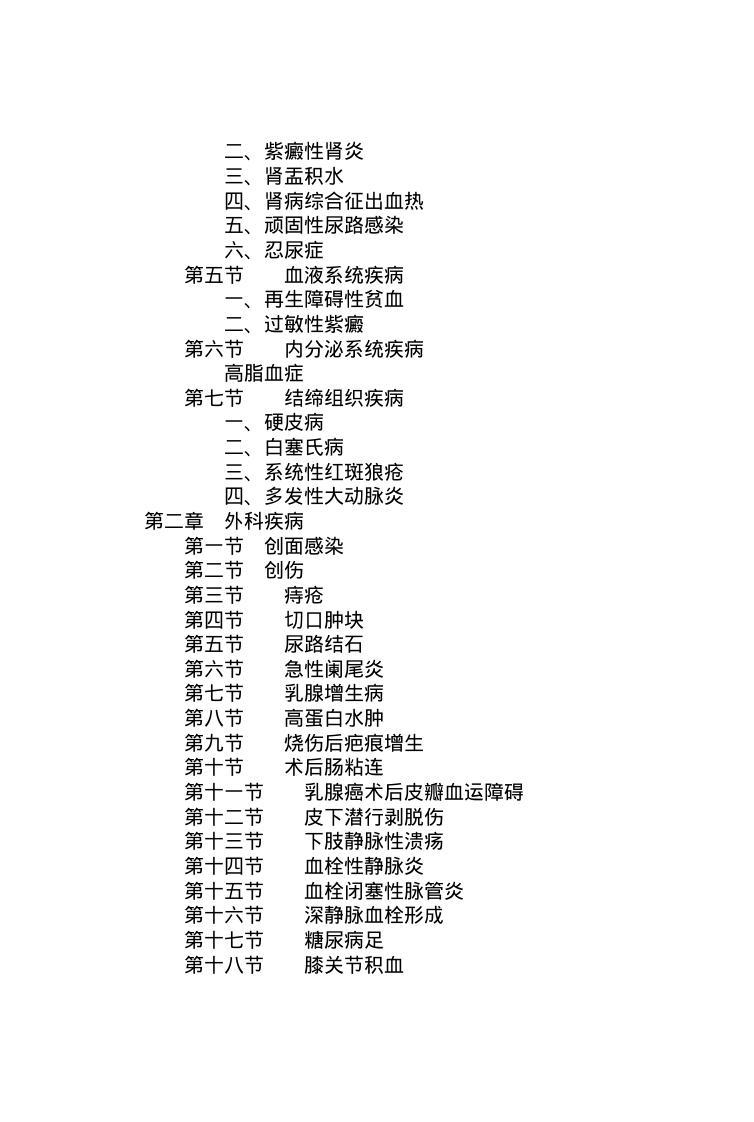 二、紫癜性肾炎
三、肾盂积水
四、肾病综合征出血热
五、顽固性尿路感染
六、忍尿症
第五节　　血液系统疾病
一、再生障碍性贫血
二、过敏性紫癜
第六节　　内分泌系统疾病
高脂血症
第七节　　结缔组织疾病
一、硬皮病
二、白塞氏病
三、系统性红斑狼疮
四、多发性大动脉炎
第二章　外科疾病
第一节　创面感染
第二节　创伤
第三节　　痔疮
第四节　　切口肿块
第五节　　尿路结石
第六节　　急性阑尾炎
第七节　　乳腺增生病
第八节　　高蛋白水肿
第九节　　烧伤后疤痕增生
第十节　　术后肠粘连
第十一节　　乳腺癌术后皮瓣血运障碍
第十二节　　皮下潜行剥脱伤
第十三节　　下肢静脉性溃疡
第十四节　　血栓性静脉炎
第十五节　　血栓闭塞性脉管炎
第十六节　　深静脉血栓形成
第十七节　　糖尿病足
第十八节　　膝关节积血